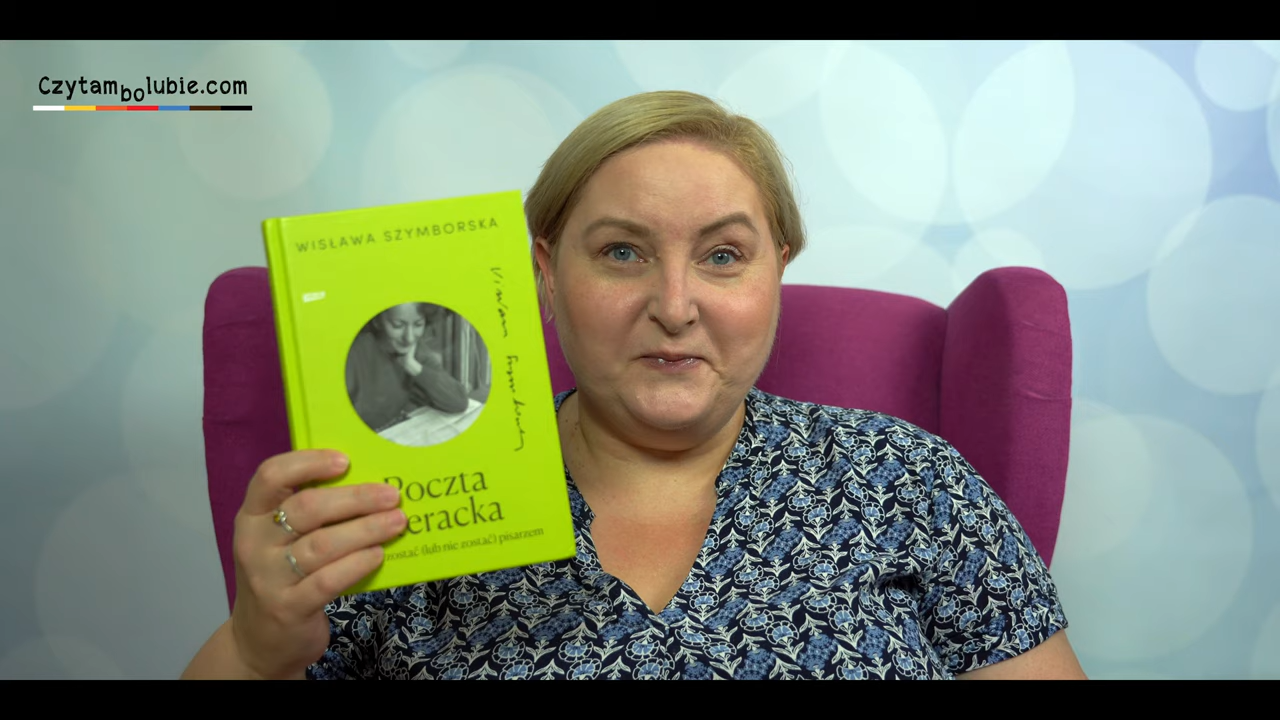 Czytambolubie.com
WISŁAWA SZYMBORSKA
Poczta
eracka
zostać (lub nie zostać) pisarzem